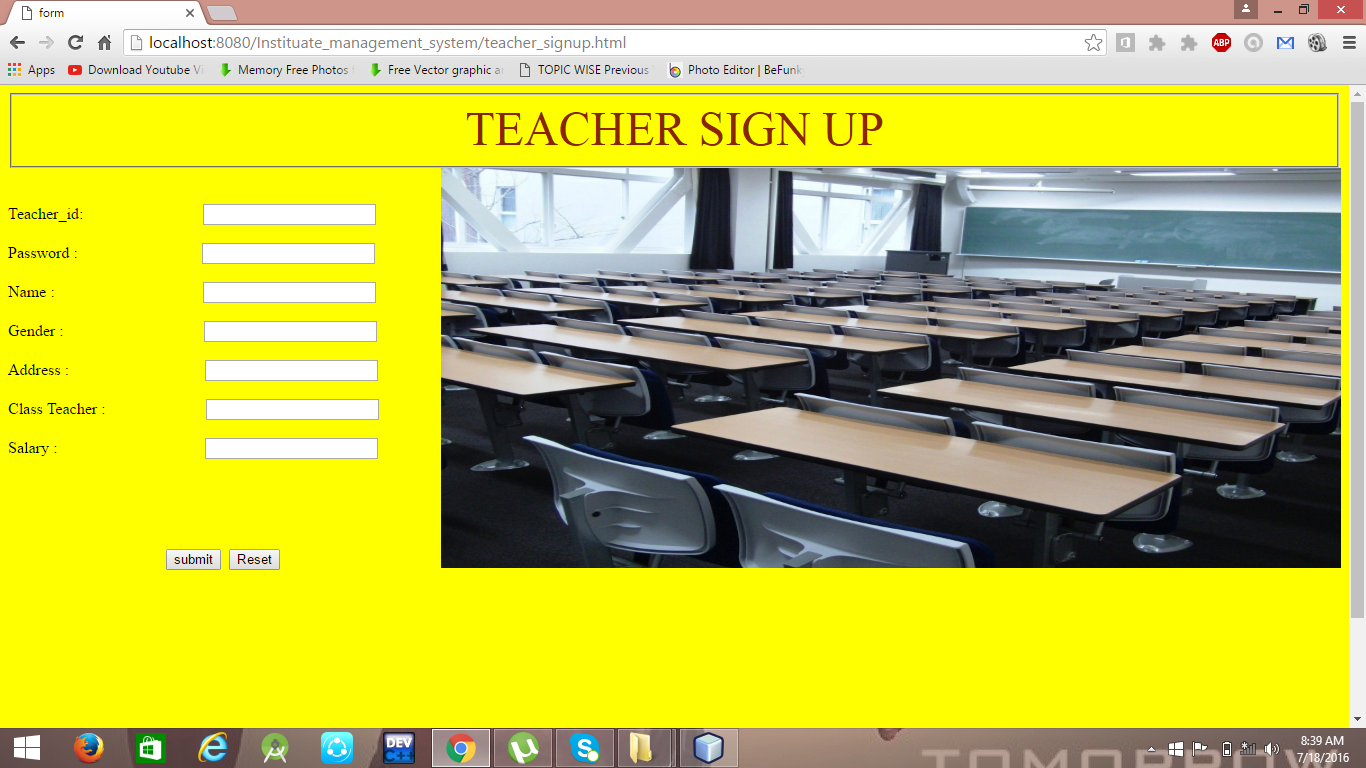 form
localhost:8080/Instituate_management_system/teacher_signup.html
ABP
Apps Download Youtube Vi Memory Free Photos Free Vector graphic a TOPIC WISE Previous Photo Editor | BeFunk
TEACHER SIGN UP
Teacher_id:
Password :
Name :
Gender :
Address :
Class Teacher :
Salary :
submit Reset
DEV
C++
TOMORROW
8:39 AM
7/18/2016